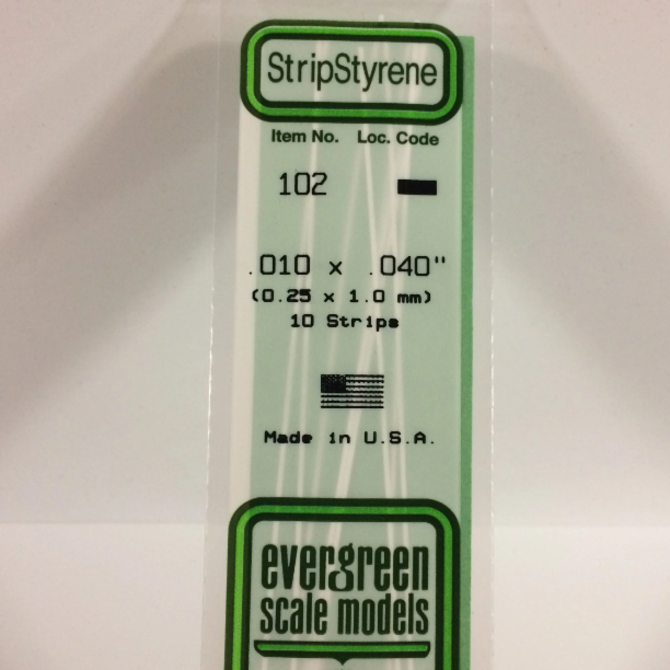 StripStyrene
Item No. Loc. Code
102
.010 x .040"
(0.25 x 1.0 mm)
10 Strips
Made in U.S.A.
evergreen
scale models